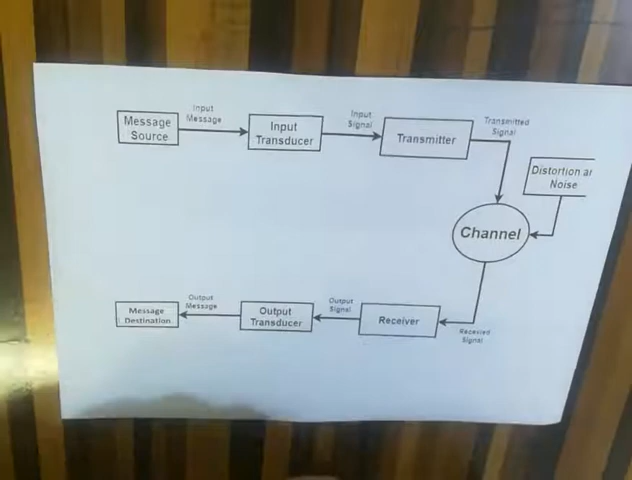 Input
Message
Message
Source
Input
Transducer
Input
Signal
Transmitter
Transmitted
Signal
Distortion ar
Noise
Channel
Message
Destination
Output
Message
Output
Transducer
Output
Signal
Receiver
Recevied
Signal